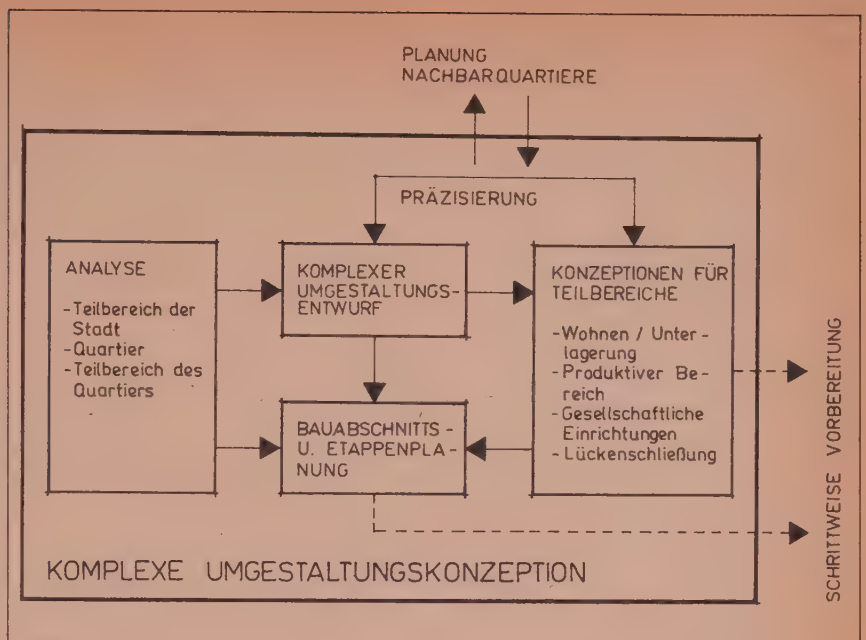 PLANUNG
NACHBARQUARTIERE
PRÄZISIERUNG
ANALYSE
-Teilbereich der
Stadt
-Quartier
-Teilbereich des
Quartiers
KOMPLEXER
UMGESTALTUNGS-
ENTWURF
KONZEPTIONEN FÜR
TEILBEREICHE
-Wohnen / Unter-
lagerung
-Produktiver Be-
reich
-Gesellschaftliche
Einrichtungen
-Lückenschließung
BAUABSCHNITTS-
U. ETAPPENPLA-
NUNG
KOMPLEXE UMGESTALTUNGSKONZEPTION
SCHRITTWEISE VORBEREITUNG